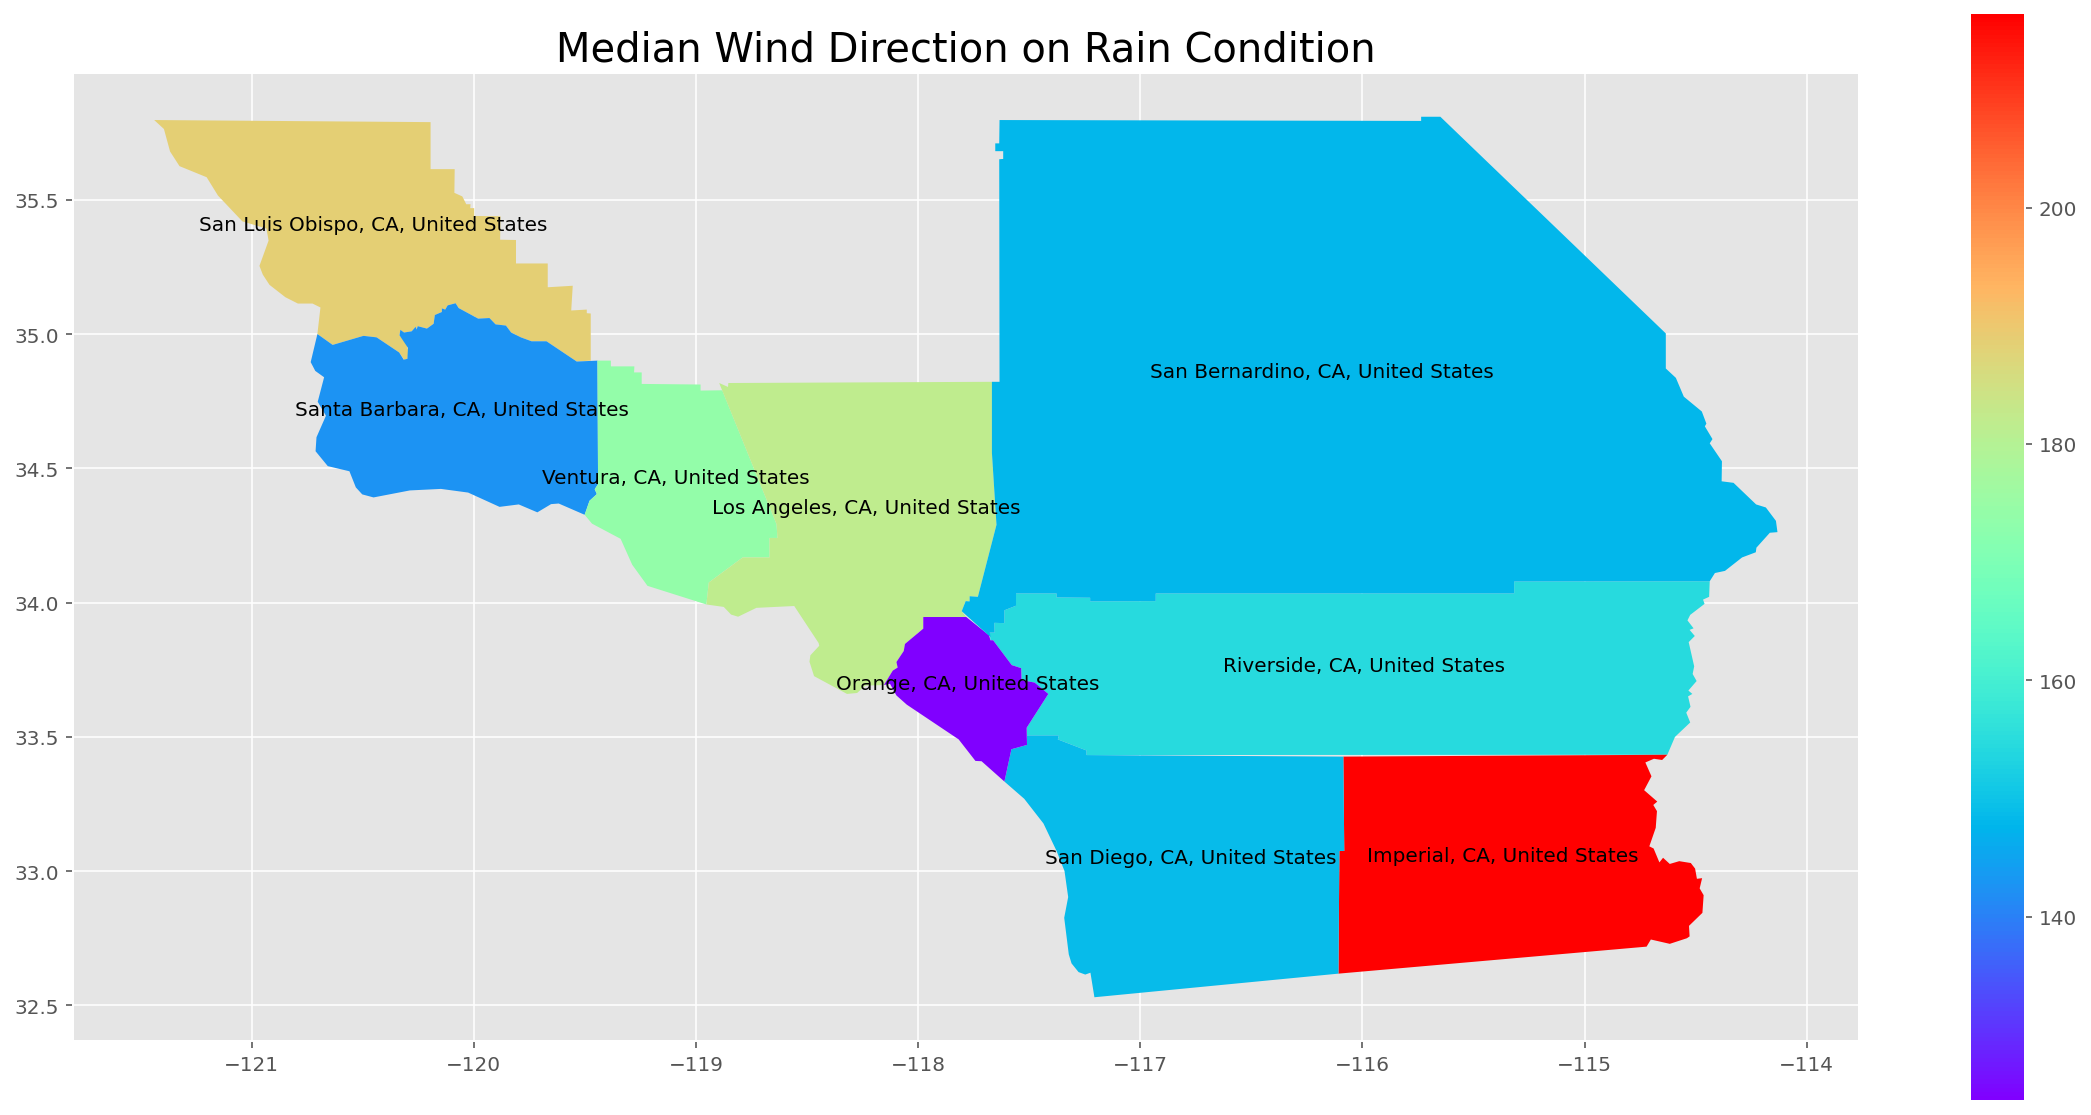 Median Wind Direction on Rain Condition
San Luis Obispo, CA, United States
San Bernardino, CA, United States
Santa Barbara, CA, United States
Ventura, CA, United States
Los Angeles, CA, United States
Riverside, CA, United States
Orange, CA, United States
San Diego, CA, United States
Imperial, CA, United States
35.5
35.0
34.5
34.0
33.5
33.0
32.5
−121
−120
−119
−118
−117
−116
−115
−114
200
180
160
140